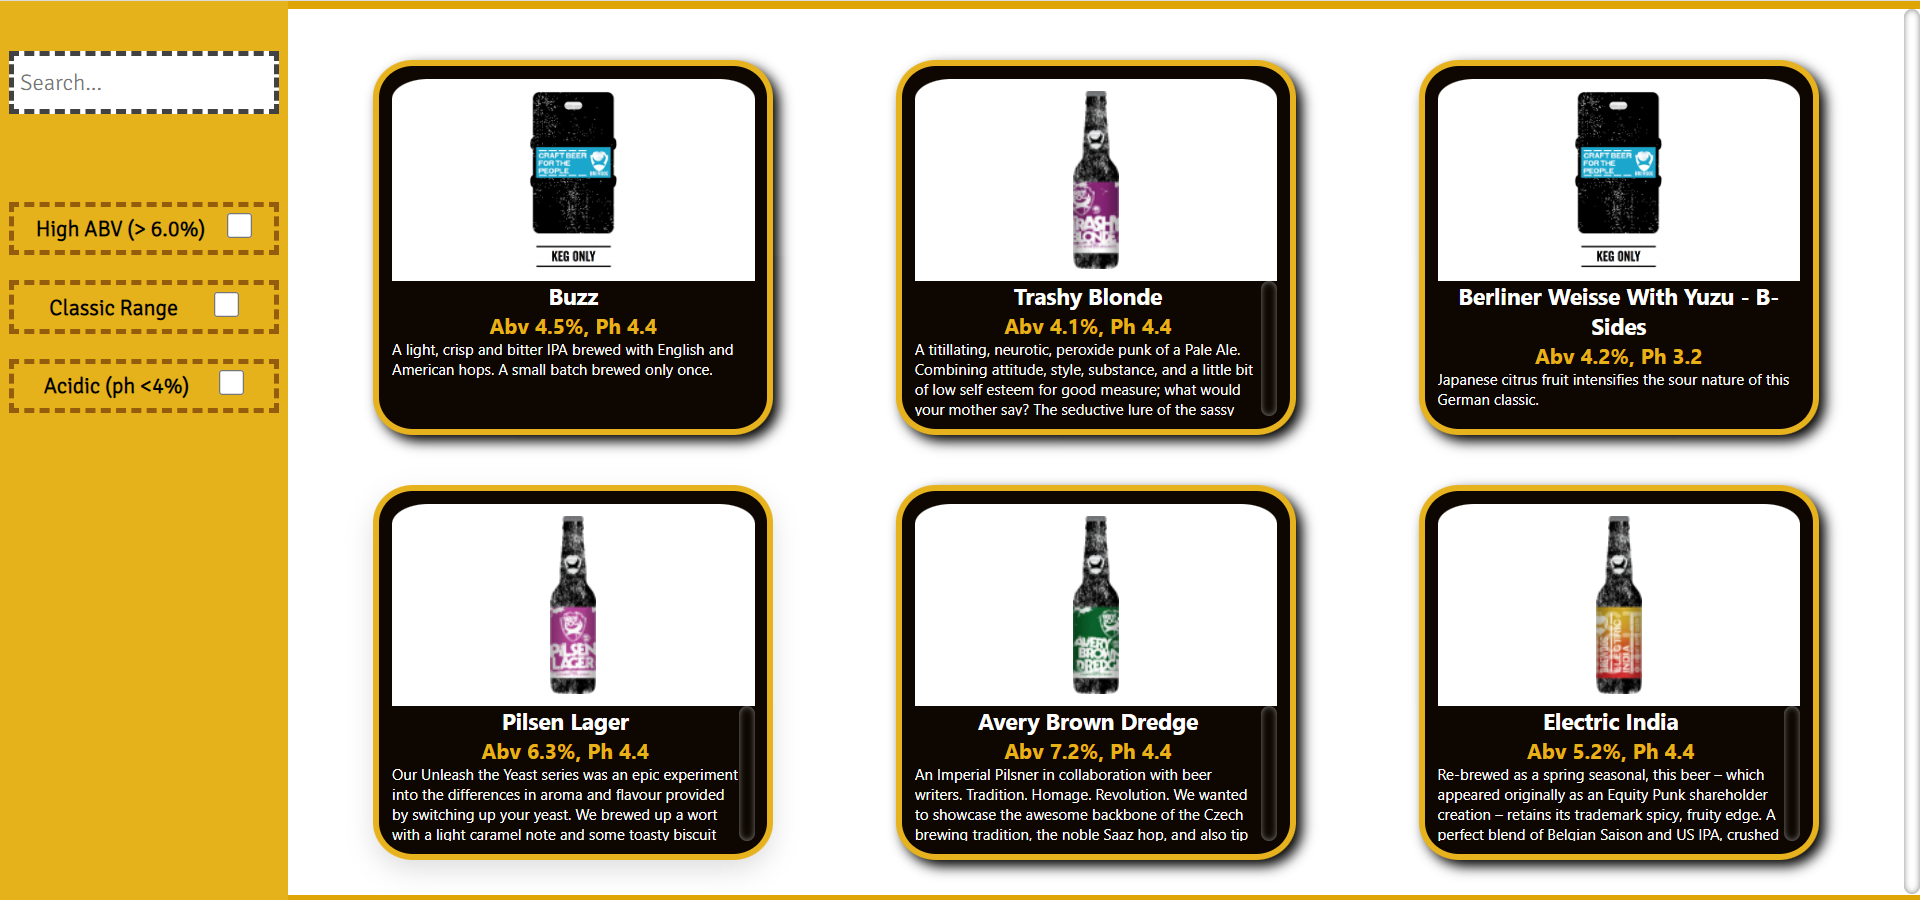 Search...
High ABV (> 6.0%)
Classic Range
Acidic (ph <4%)
CRAFT BEER
FOR THE
PEOPLE
KEG ONLY
Buzz
Abv 4.5%, Ph 4.4
A light, crisp and bitter IPA brewed with English and
American hops. A small batch brewed only once.
TRASHY
BLONDE
Trashy Blonde
Abv 4.1%, Ph 4.4
A titillating, neurotic, peroxide punk of a Pale Ale.
Combining attitude, style, substance, and a little bit
of low self esteem for good measure; what would
your mother say? The seductive lure of the sassy
CRAFT BEER
FOR THE
PEOPLE
KEG ONLY
Berliner Weisse With Yuzu - B-
Sides
Abv 4.2%, Ph 3.2
Japanese citrus fruit intensifies the sour nature of this
German classic.
PILSEN
LAGER
Pilsen Lager
Abv 6.3%, Ph 4.4
Our Unleash the Yeast series was an epic experiment
into the differences in aroma and flavour provided
by switching up your yeast. We brewed up a wort
with a light caramel note and some toasty biscuit
AVERY
BROWN
DREDGE
Avery Brown Dredge
Abv 7.2%, Ph 4.4
An Imperial Pilsner in collaboration with beer
writers. Tradition. Homage. Revolution. We wanted
to showcase the awesome backbone of the Czech
brewing tradition, the noble Saaz hop, and also tip
ELECTRIC
INDIA
Electric India
Abv 5.2%, Ph 4.4
Re-brewed as a spring seasonal, this beer – which
appeared originally as an Equity Punk shareholder
creation – retains its trademark spicy, fruity edge. A
perfect blend of Belgian Saison and US IPA, crushed